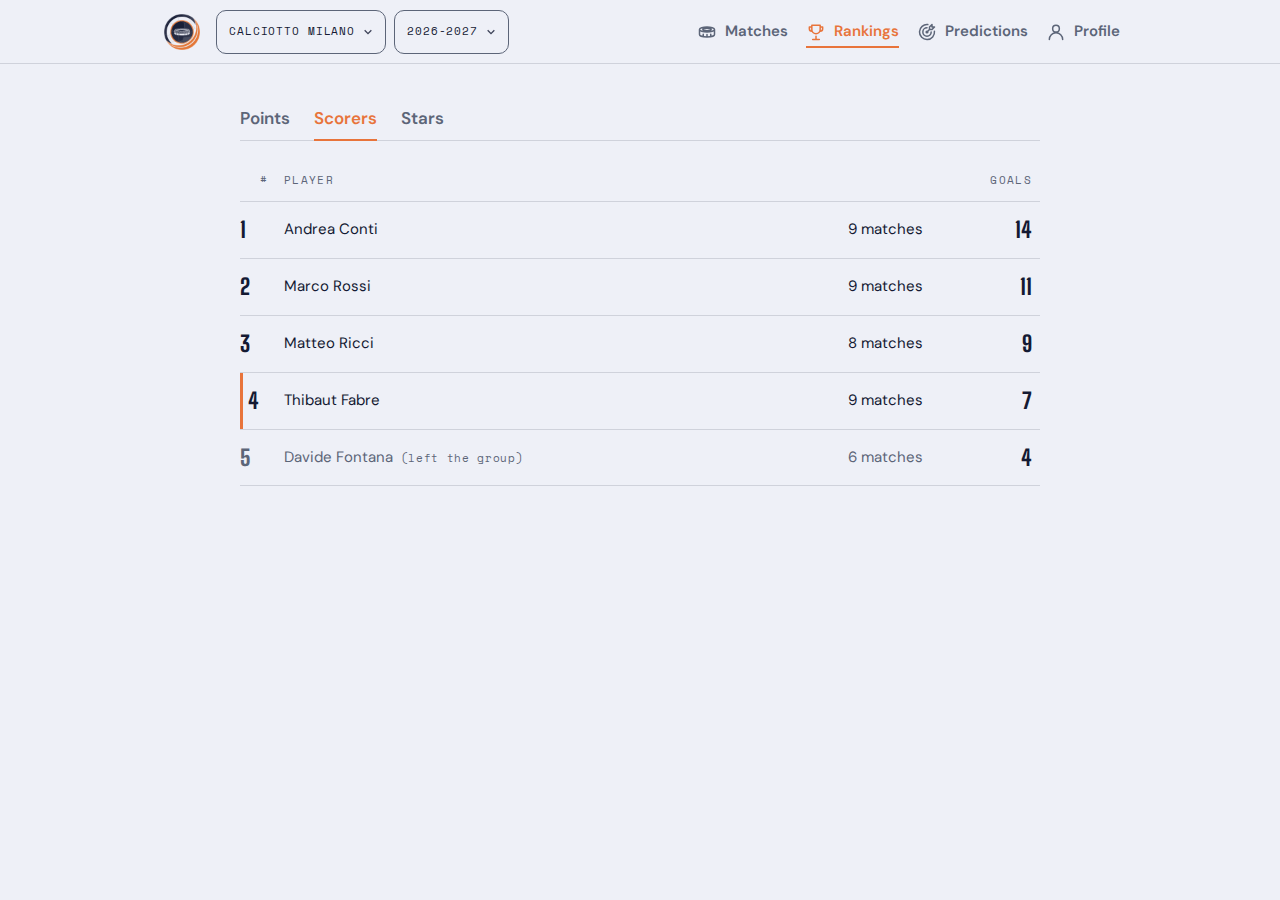 CALCIOTTO MILANO 2026-2027 Matches Rankings Predictions Profile
Points Scorers Stars
# PLAYER GOALS
1 Andrea Conti 9 matches 14
2 Marco Rossi 9 matches 11
3 Matteo Ricci 8 matches 9
4 Thibaut Fabre 9 matches 7
5 Davide Fontana (left the group) 6 matches 4